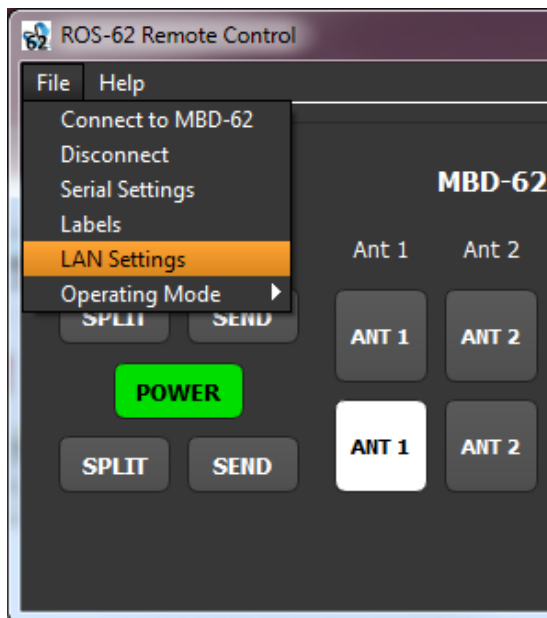 62 ROS-62 Remote Control
File Help
Connect to MBD-62
Disconnect
Serial Settings
Labels
LAN Settings
Operating Mode
MBD-62
Ant 1 Ant 2
SPLIT SEND
ANT 1 ANT 2
POWER
SPLIT SEND
ANT 1 ANT 2